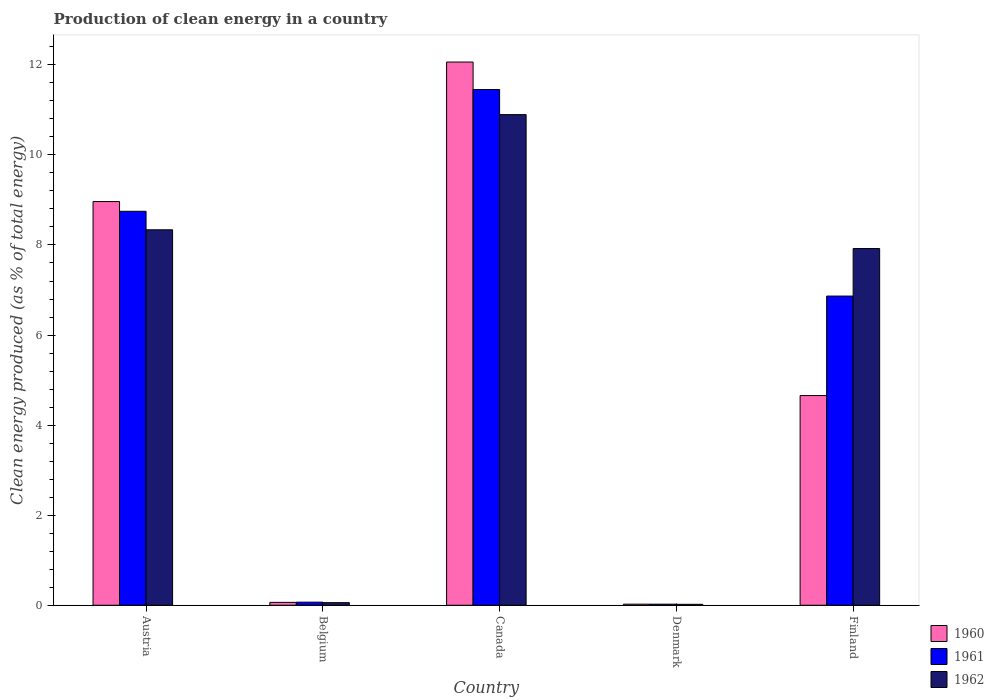 Production of clean energy in a country
Clean energy produced (as % of total energy)
12
10
8
6
4
2
0
Austria
Belgium
Canada
Denmark
Finland
Country
1960
1961
1962